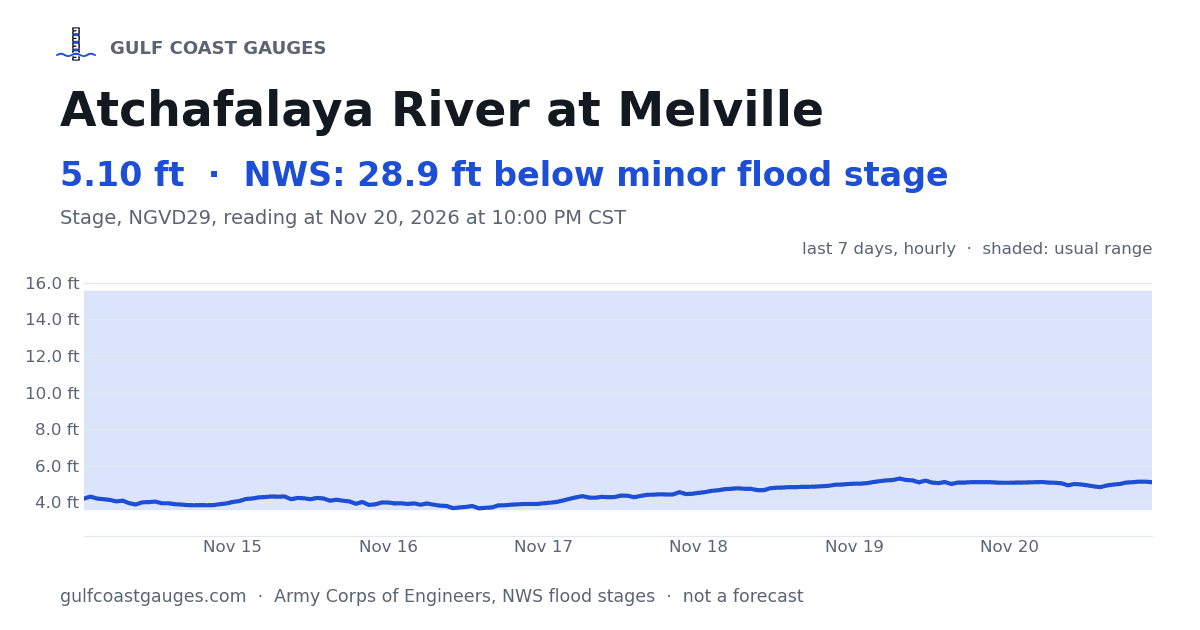 GULF COAST GAUGES
Atchafalaya River at Melville
5.10 ft · NWS: 28.9 ft below minor flood stage
Stage, NGVD29, reading at Nov 20, 2026 at 10:00 PM CST
last 7 days, hourly · shaded: usual range
16.0 ft
14.0 ft
12.0 ft
10.0 ft
8.0 ft
6.0 ft
4.0 ft
Nov 15 Nov 16 Nov 17 Nov 18 Nov 19 Nov 20
gulfcoastgauges.com · Army Corps of Engineers, NWS flood stages · not a forecast